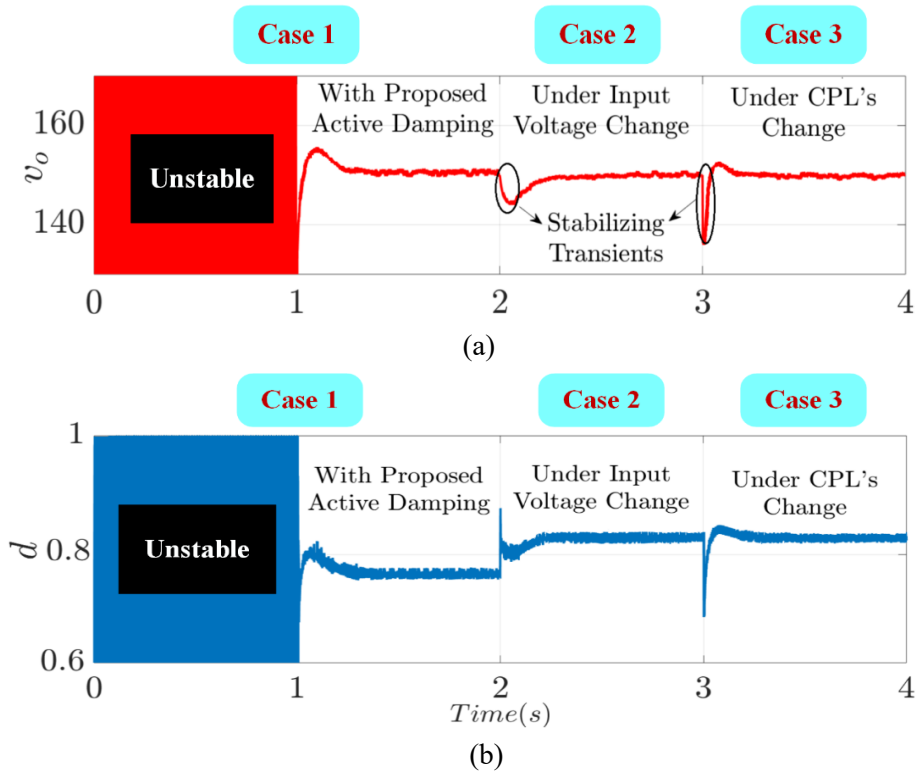 Case 1
Case 2
Case 3
With Proposed
Active Damping
Under Input
Voltage Change
Under CPL's
Change
160
v_o
140
Unstable
Stabilizing
Transients
0 1 2 3 4
(a)
Case 1
Case 2
Case 3
1
With Proposed
Active Damping
Under Input
Voltage Change
Under CPL's
Change
d
0.8
Unstable
0.6
0 1 2 3 4
Time(s)
(b)